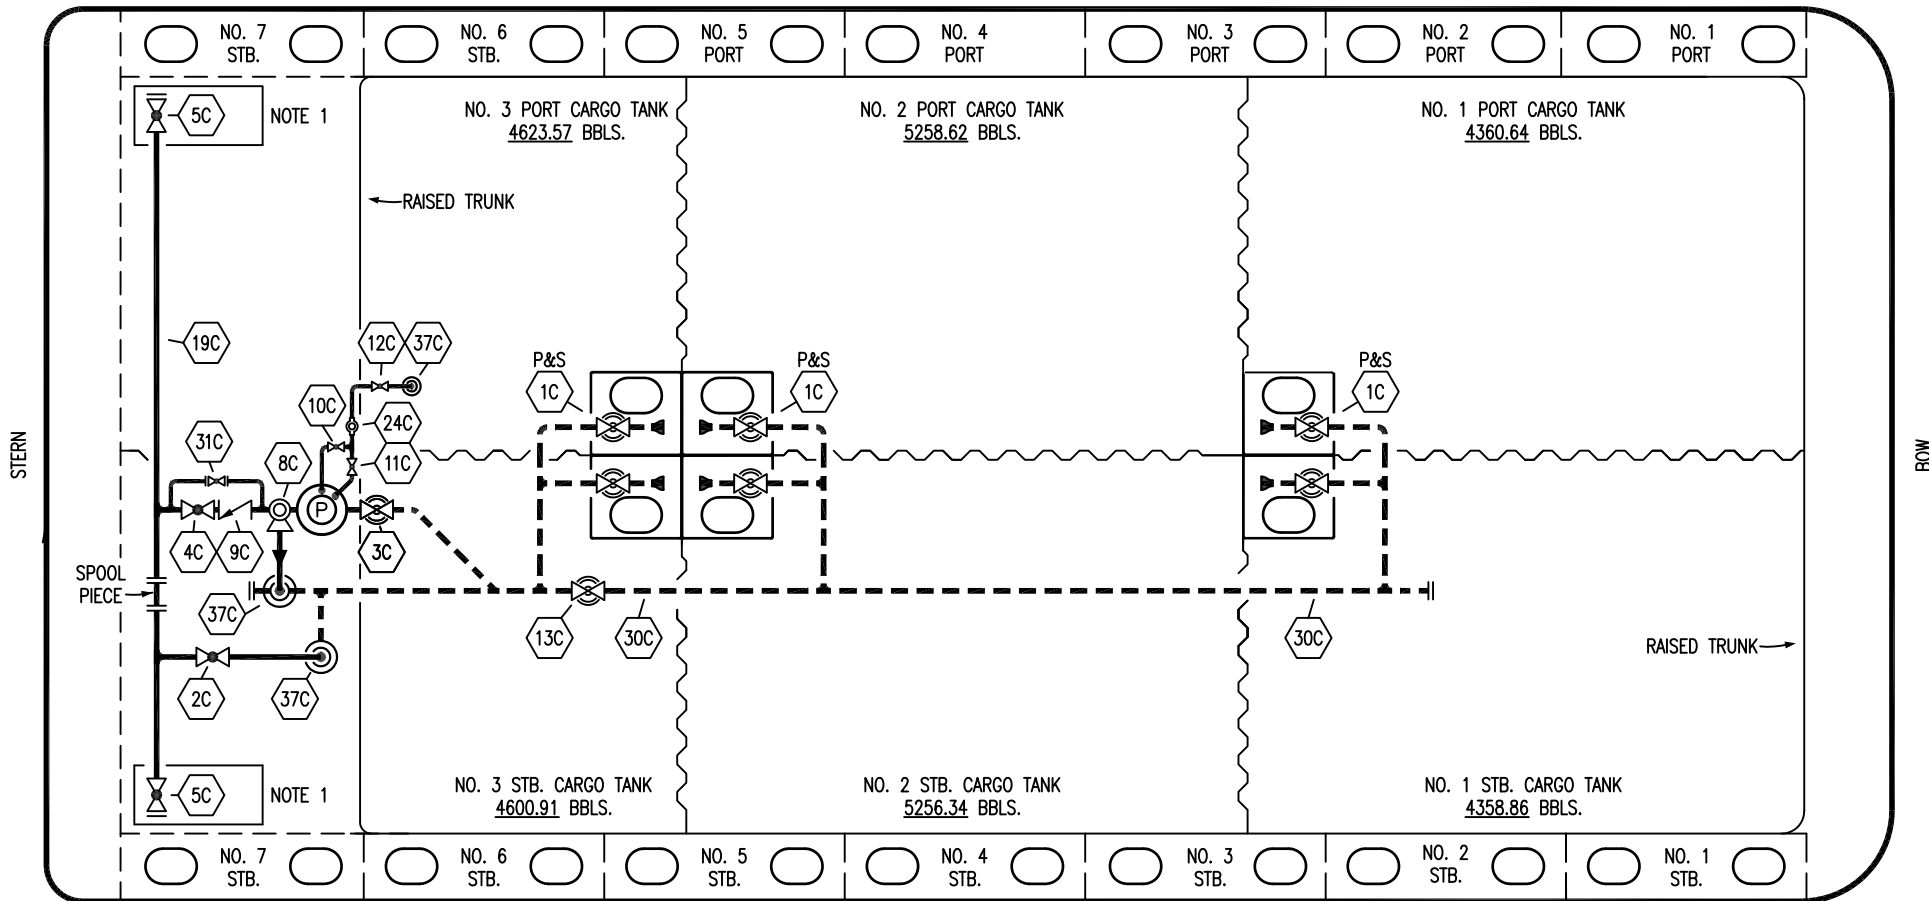 NO. 7
STB.
NO. 6
STB.
NO. 5
PORT
NO. 4
PORT
NO. 3
PORT
NO. 2
PORT
NO. 1
PORT
5C
NOTE 1
NO. 3 PORT CARGO TANK
4623.57 BBLS.
NO. 2 PORT CARGO TANK
5258.62 BBLS.
NO. 1 PORT CARGO TANK
4360.64 BBLS.
RAISED TRUNK
19C
12C
37C
P&S
1C
P&S
1C
P&S
1C
10C
24C
STERN
31C
8C
11C
BOW
P
4C
9C
3C
SPOOL
PIECE
37C
13C
30C
30C
RAISED TRUNK
2C
37C
5C
NOTE 1
NO. 3 STB. CARGO TANK
4600.91 BBLS.
NO. 2 STB. CARGO TANK
5256.34 BBLS.
NO. 1 STB. CARGO TANK
4358.86 BBLS.
NO. 7
STB.
NO. 6
STB.
NO. 5
STB.
NO. 4
STB.
NO. 3
STB.
NO. 2
STB.
NO. 1
STB.